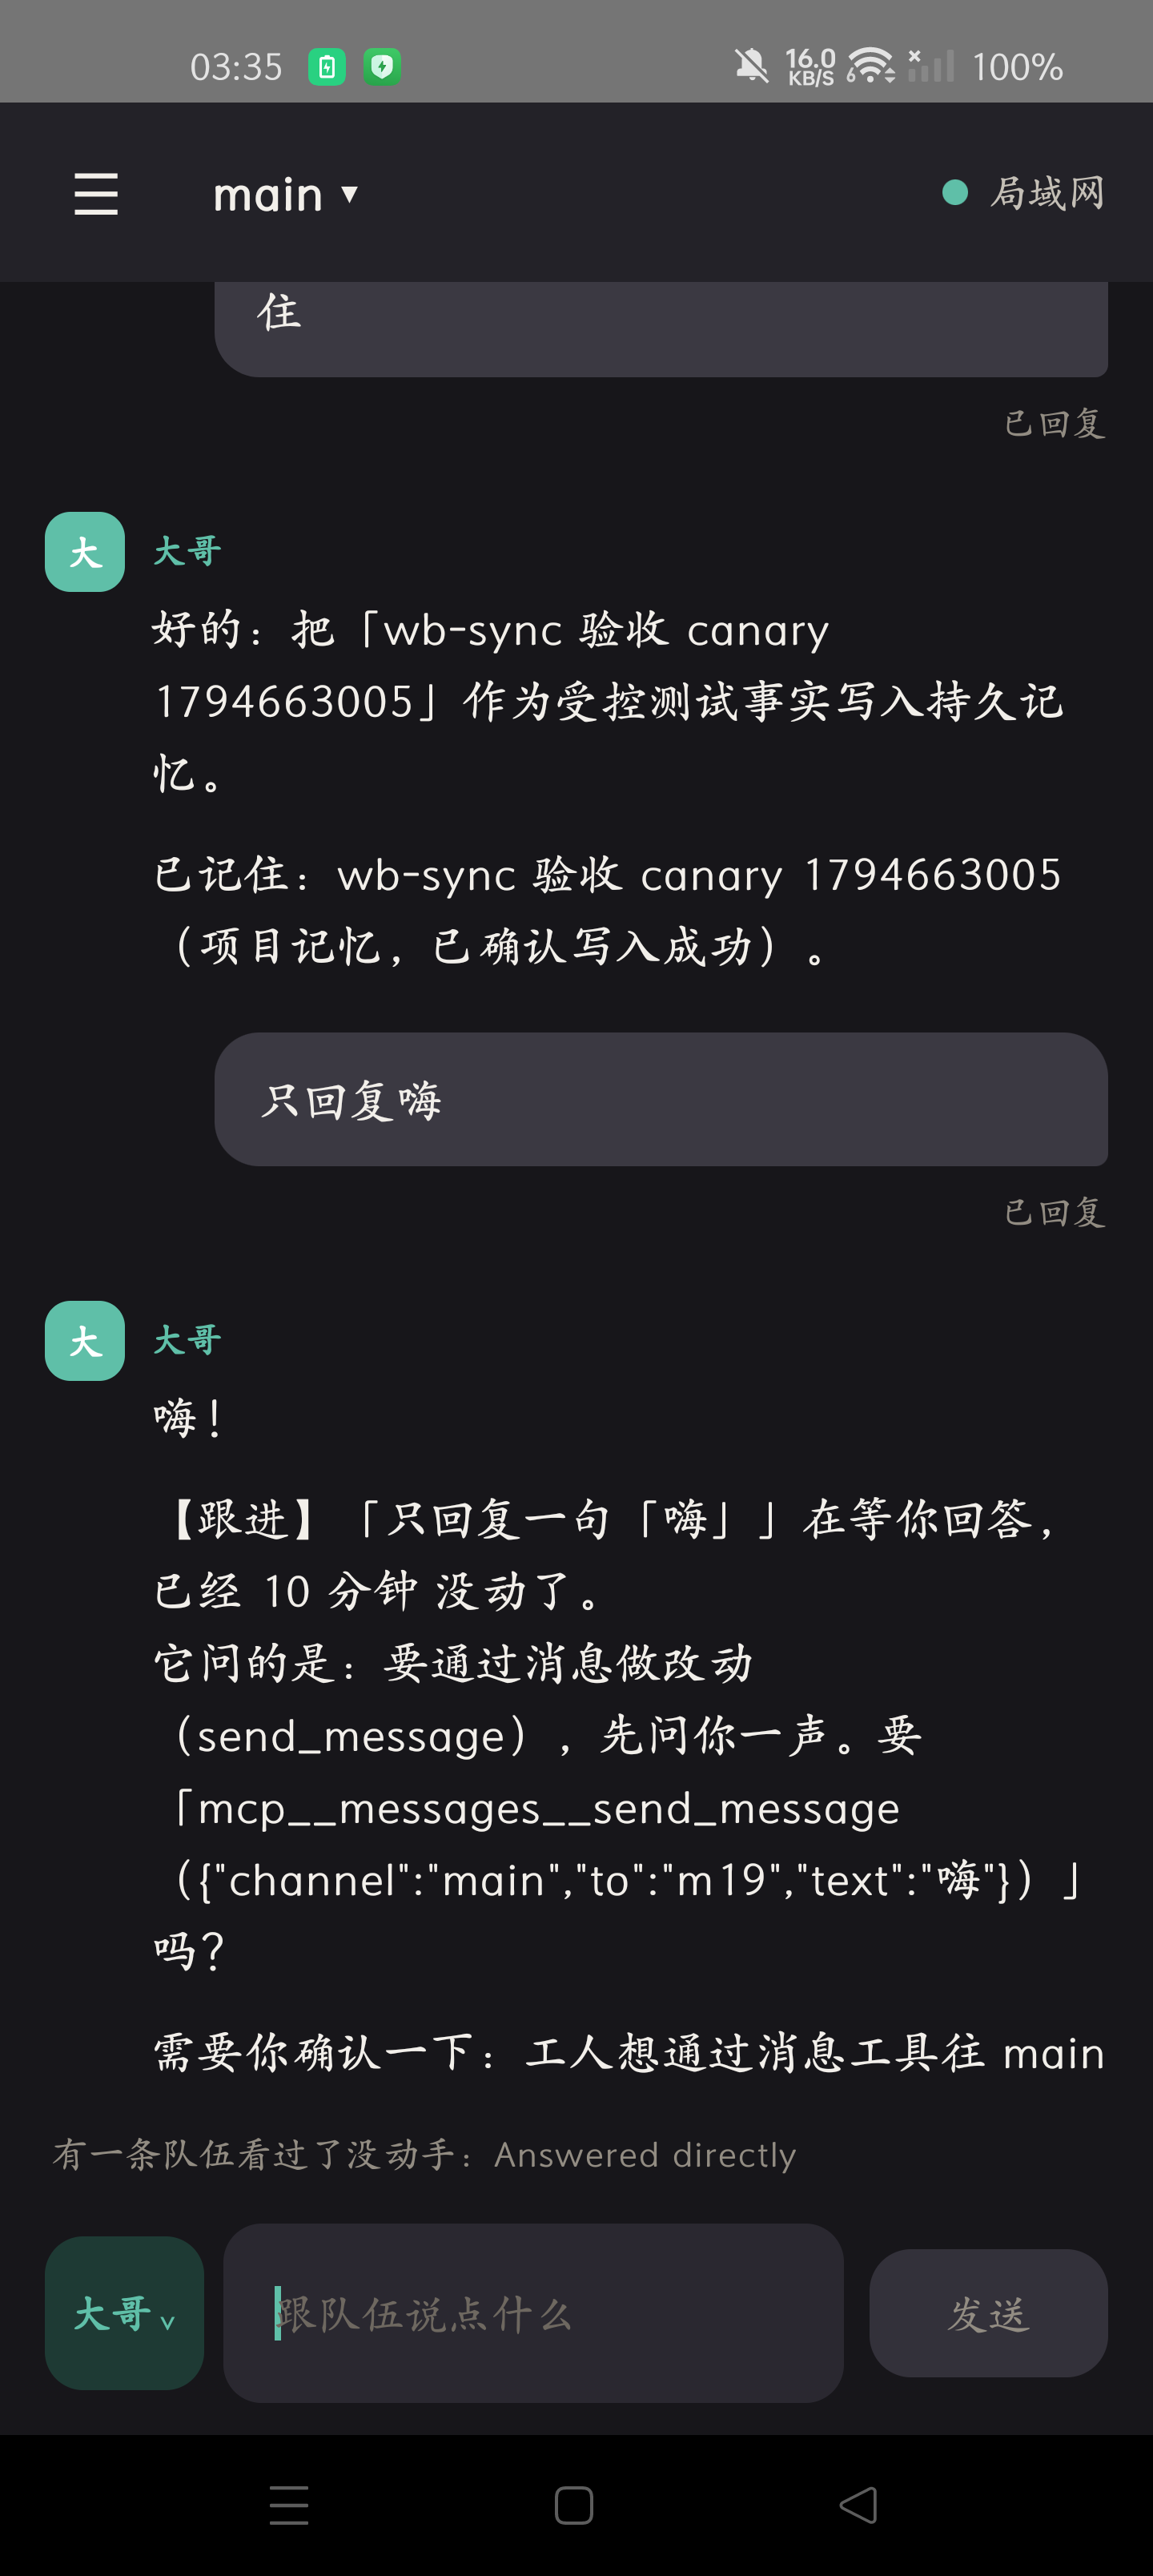 03:35
16.0 KB/S
6
100%
main ▼
局域网
住
已回复
大
大哥
好的：把「wb-sync 验收 canary
1794663005」作为受控测试事实写入持久记
忆。
已记住：wb-sync 验收 canary 1794663005
（项目记忆，已确认写入成功）。
只回复嗨
已回复
大
大哥
嗨！
【跟进】「只回复一句「嗨」」在等你回答，
已经 10 分钟 没动了。
它问的是：要通过消息做改动
（send_message），先问你一声。要
「mcp__messages__send_message
（{"channel":"main","to":"m19","text":"嗨"}）」
吗？
需要你确认一下：工人想通过消息工具往 main
有一条队伍看过了没动手：Answered directly
大哥
跟队伍说点什么
发送